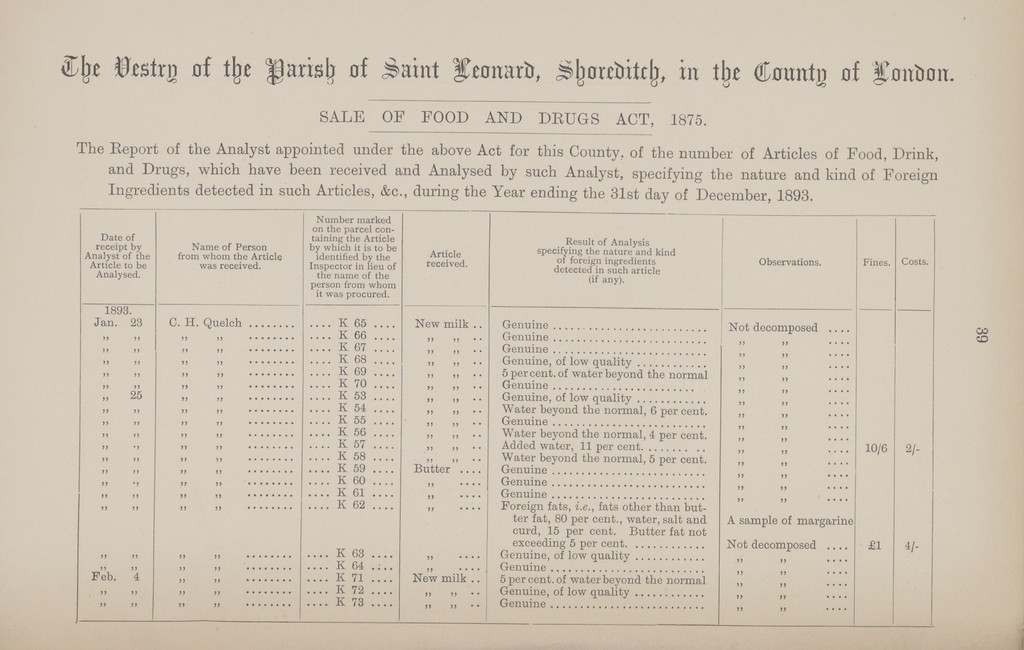 The Vestry of the Parish of Saint Leonard, Shoreditch, in the County of London.
SALE OF FOOD AND DRUGS ACT, 1875.
The Report of the Analyst appointed under the above Act for this County, of the number of Articles of Food, Drink,
and Drugs, which have been received and Analysed by such Analyst, specifying the nature and kind of Foreign
Ingredients detected in such Articles, &c., during the Year ending the 31st day of December, 1893.
Date of receipt by Analyst of the Article to be Analysed. | Name of Person from whom the Article was received. | Number marked on the parcel containing the Article by which it is to be identified by the Inspector in lieu of the name of the person from whom it was procured. | Article received. | Result of Analysis specifying the nature and kind of foreign ingredients detected in such article (if any). | Observations. | Fines. | Costs.
1893.
Jan. 23 C. H. Quelch ........ .... K 65 .... New milk .. Genuine .......................... Not decomposed ....
„ „ „ „ ........ .... K 66 .... „ „ .. Genuine .......................... „ „ ....
„ „ „ „ ........ .... K 67 .... „ „ .. Genuine .......................... „ „ ....
„ „ „ „ ........ .... K 68 .... „ „ .. Genuine, of low quality ............ „ „ ....
„ „ „ „ ........ .... K 69 .... „ „ .. 5 per cent. of water beyond the normal „ „ ....
„ „ „ „ ........ .... K 70 .... „ „ .. Genuine .......................... „ „ ....
„ 25 „ „ ........ .... K 53 .... „ „ .. Genuine, of low quality ............ „ „ ....
„ „ „ „ ........ .... K 54 .... „ „ .. Water beyond the normal, 6 per cent. „ „ ....
„ „ „ „ ........ .... K 55 .... „ „ .. Genuine .......................... „ „ ....
„ „ „ „ ........ .... K 56 .... „ „ .. Water beyond the normal, 4 per cent. „ „ ....
„ „ „ „ ........ .... K 57 .... „ „ .. Added water, 11 per cent. .......... „ „ .... 10/6 2/-
„ „ „ „ ........ .... K 58 .... „ „ .. Water beyond the normal, 5 per cent. „ „ ....
„ „ „ „ ........ .... K 59 .... Butter .... Genuine .......................... „ „ ....
„ „ „ „ ........ .... K 60 .... „ .... Genuine .......................... „ „ ....
„ „ „ „ ........ .... K 61 .... „ .... Genuine .......................... „ „ ....
„ „ „ „ ........ .... K 62 .... „ .... Foreign fats, i.e., fats other than but-
ter fat, 80 per cent., water, salt and A sample of margarine
curd, 15 per cent. Butter fat not
exceeding 5 per cent. ............. Not decomposed .... £1 4/-
„ „ „ „ ........ .... K 63 .... „ .... Genuine, of low quality ............ „ „ ....
„ „ „ „ ........ .... K 64 .... „ .... Genuine .......................... „ „ ....
Feb. 4 „ „ ........ .... K 71 .... New milk .. 5 per cent. of water beyond the normal „ „ ....
„ „ „ „ ........ .... K 72 .... „ „ .. Genuine, of low quality ............ „ „ ....
„ „ „ „ ........ .... K 73 .... „ „ .. Genuine .......................... „ „ ....
39